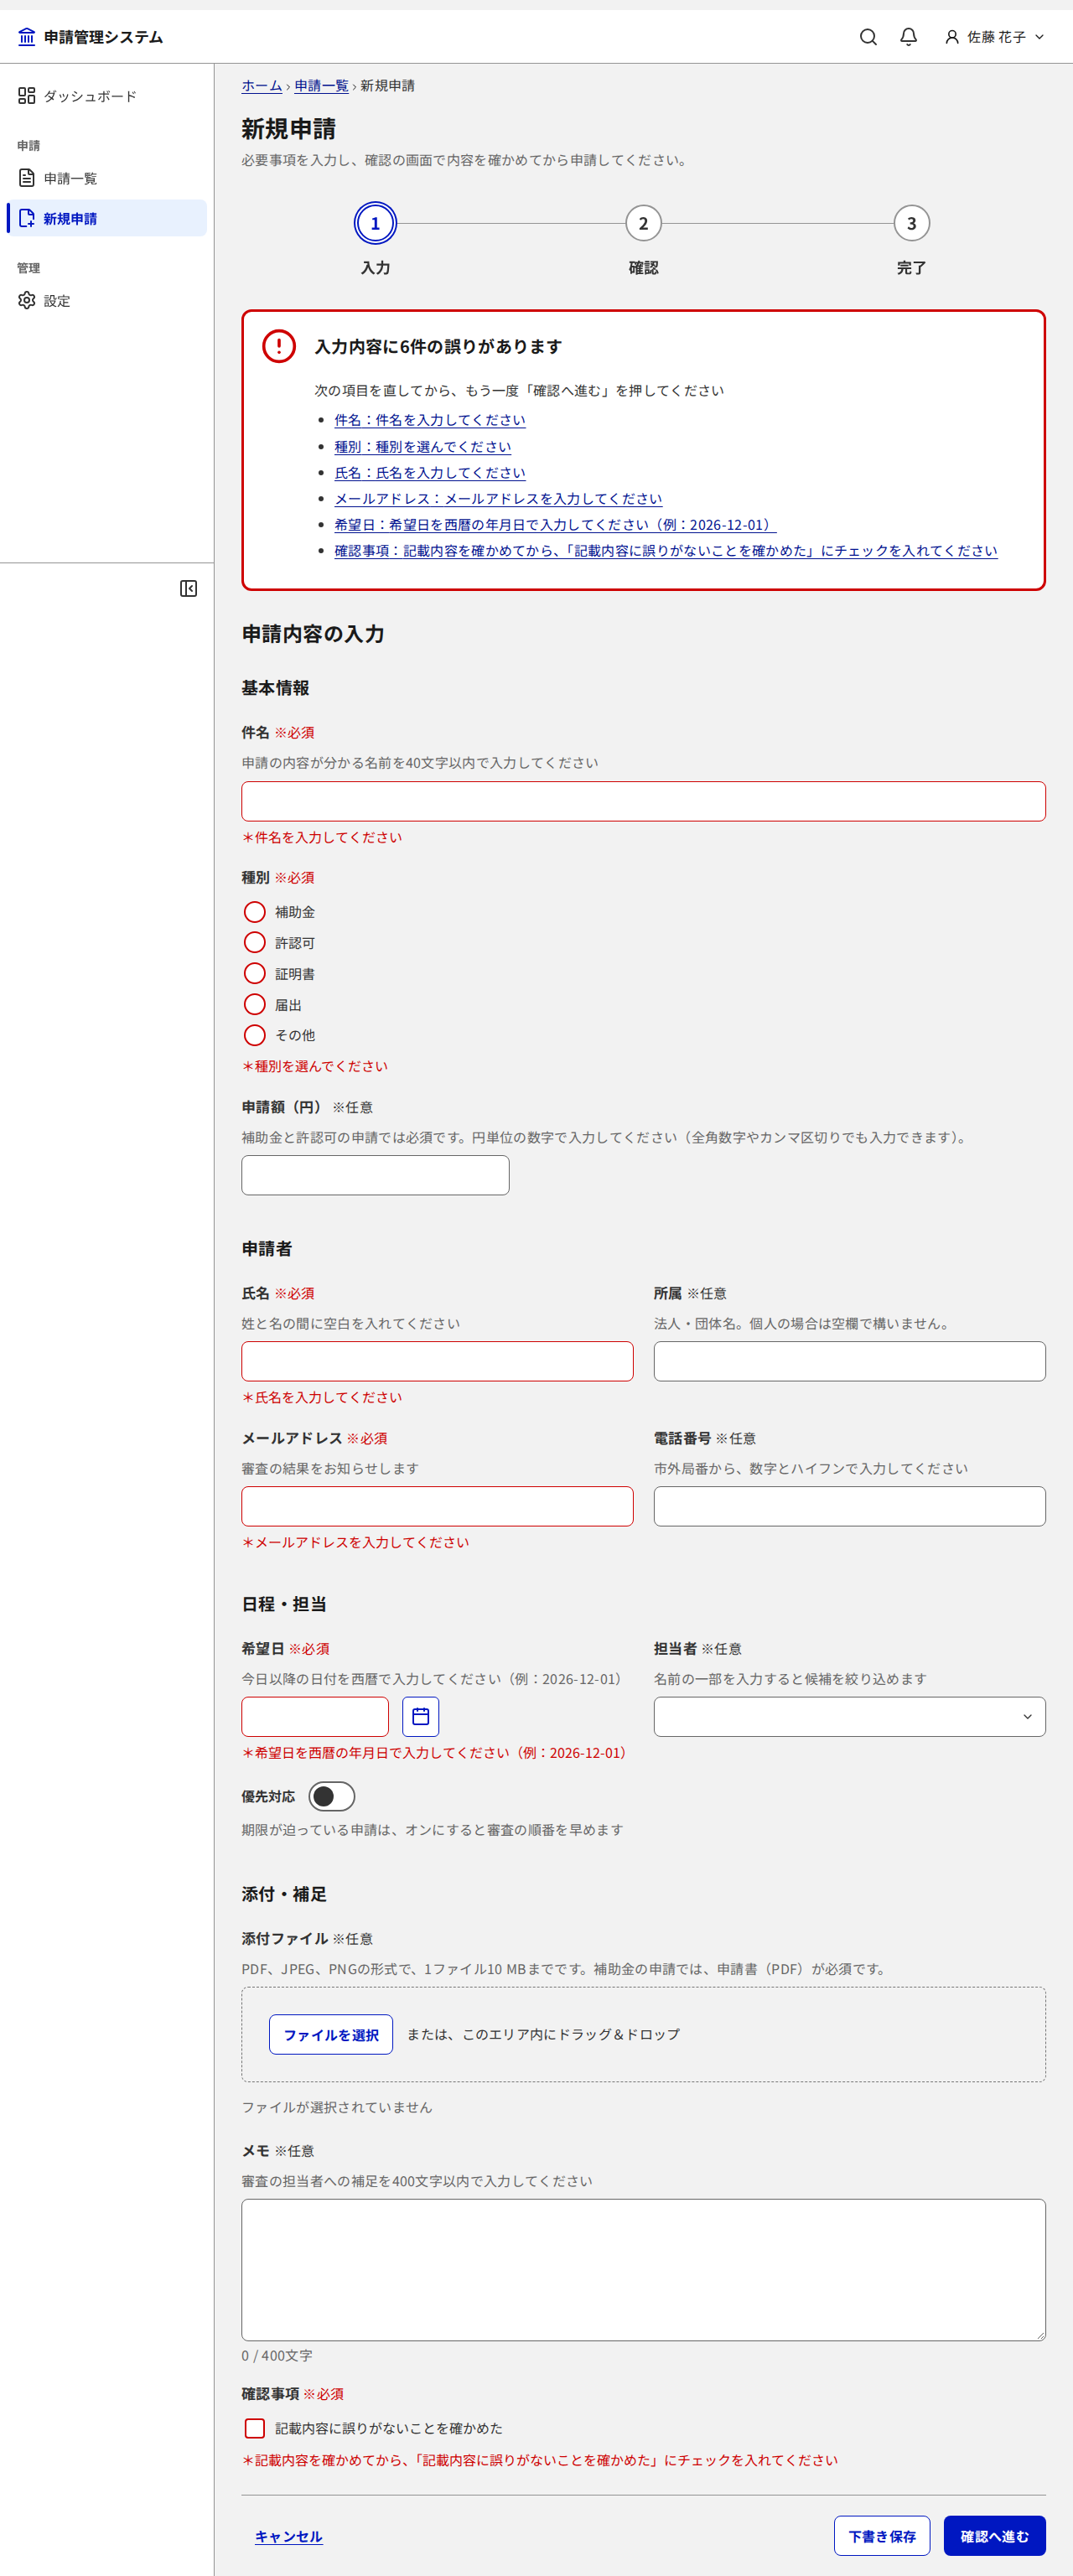 申請管理システム
佐藤 花子
ダッシュボード
申請
申請一覧
新規申請
管理
設定
ホーム › 申請一覧 › 新規申請
新規申請
必要事項を入力し、確認の画面で内容を確かめてから申請してください。
1
2
3
入力
確認
完了
入力内容に6件の誤りがあります
次の項目を直してから、もう一度「確認へ進む」を押してください
• 件名：件名を入力してください
• 種別：種別を選んでください
• 氏名：氏名を入力してください
• メールアドレス：メールアドレスを入力してください
• 希望日：希望日を西暦の年月日で入力してください（例：2026-12-01）
• 確認事項：記載内容を確かめてから、「記載内容に誤りがないことを確かめた」にチェックを入れてください
申請内容の入力
基本情報
件名 ※必須
申請の内容が分かる名前を40文字以内で入力してください
＊件名を入力してください
種別 ※必須
補助金
許認可
証明書
届出
その他
＊種別を選んでください
申請額（円） ※任意
補助金と許認可の申請では必須です。円単位の数字で入力してください（全角数字やカンマ区切りでも入力できます）。
申請者
氏名 ※必須
姓と名の間に空白を入れてください
＊氏名を入力してください
所属 ※任意
法人・団体名。個人の場合は空欄で構いません。
メールアドレス ※必須
審査の結果をお知らせします
＊メールアドレスを入力してください
電話番号 ※任意
市外局番から、数字とハイフンで入力してください
日程・担当
希望日 ※必須
今日以降の日付を西暦で入力してください（例：2026-12-01）
＊希望日を西暦の年月日で入力してください（例：2026-12-01）
担当者 ※任意
名前の一部を入力すると候補を絞り込めます
優先対応
期限が迫っている申請は、オンにすると審査の順番を早めます
添付・補足
添付ファイル ※任意
PDF、JPEG、PNGの形式で、1ファイル10 MBまでです。補助金の申請では、申請書（PDF）が必須です。
ファイルを選択 または、このエリア内にドラッグ＆ドロップ
ファイルが選択されていません
メモ ※任意
審査の担当者への補足を400文字以内で入力してください
0 / 400文字
確認事項 ※必須
記載内容に誤りがないことを確かめた
＊記載内容を確かめてから、「記載内容に誤りがないことを確かめた」にチェックを入れてください
キャンセル
下書き保存
確認へ進む